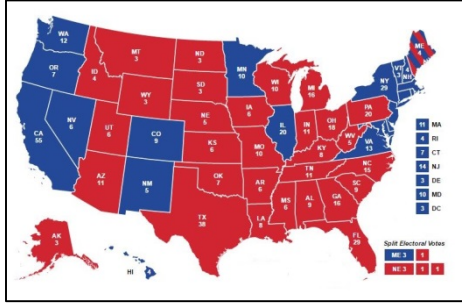 WA
12
OR
7
CA
55
NV
6
ID
4
MT
3
WY
3
UT
6
AZ
11
CO
9
NM
5
ND
3
SD
3
NE
5
KS
6
OK
7
TX
38
MN
10
IA
6
MO
10
AR
6
LA
8
WI
10
IL
20
MI
16
IN
11
OH
18
KY
8
TN
11
MS
6
AL
9
GA
16
FL
29
SC
9
NC
15
VA
13
WV
5
PA
20
NY
29
VT
3
4
NH
ME
4
11 MA
4 RI
7 CT
14 NJ
3 DE
10 MD
3 DC
AK
3
HI 4
Split Electoral Votes
ME 3 1
NE 3 1 1